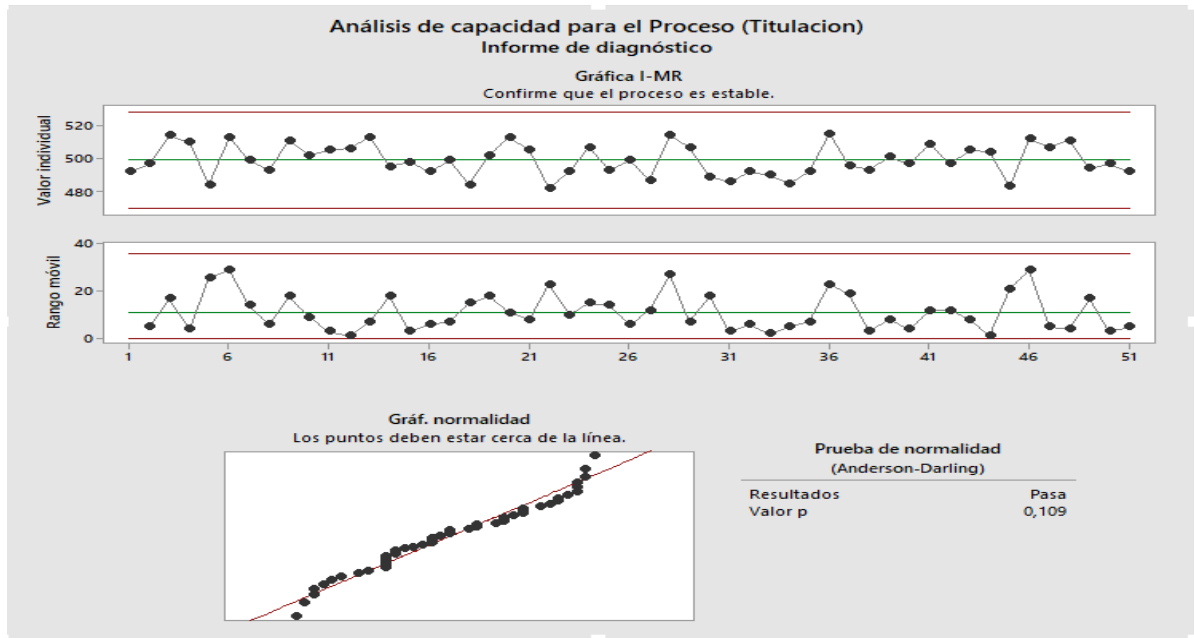 Análisis de capacidad para el Proceso (Titulacion)
Informe de diagnóstico
Gráfica I-MR
Confirme que el proceso es estable.
Valor individual
520
500
480
Rango móvil
40
20
0
1 6 11 16 21 26 31 36 41 46 51
Gráf. normalidad
Los puntos deben estar cerca de la línea.
Prueba de normalidad
(Anderson-Darling)
Resultados Pasa
Valor p 0,109